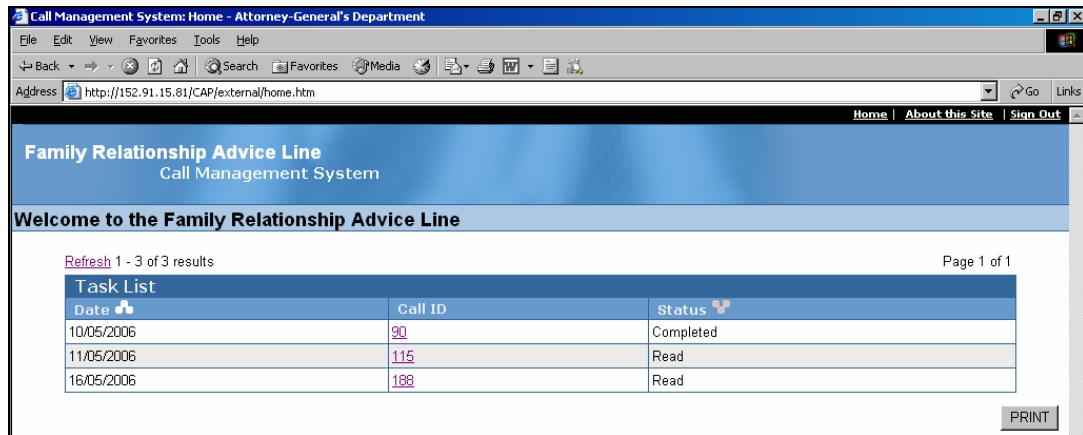 Call Management System: Home - Attorney-General's Department
File Edit View Favorites Tools Help
Back Search Favorites Media
Address http://152.91.15.81/CAP/external/home.htm Go Links
Home | About this Site | Sign Out
Family Relationship Advice Line
Call Management System
Welcome to the Family Relationship Advice Line
Refresh 1 - 3 of 3 results Page 1 of 1
Task List
Date Call ID Status
10/05/2006 90 Completed
11/05/2006 115 Read
16/05/2006 188 Read
PRINT